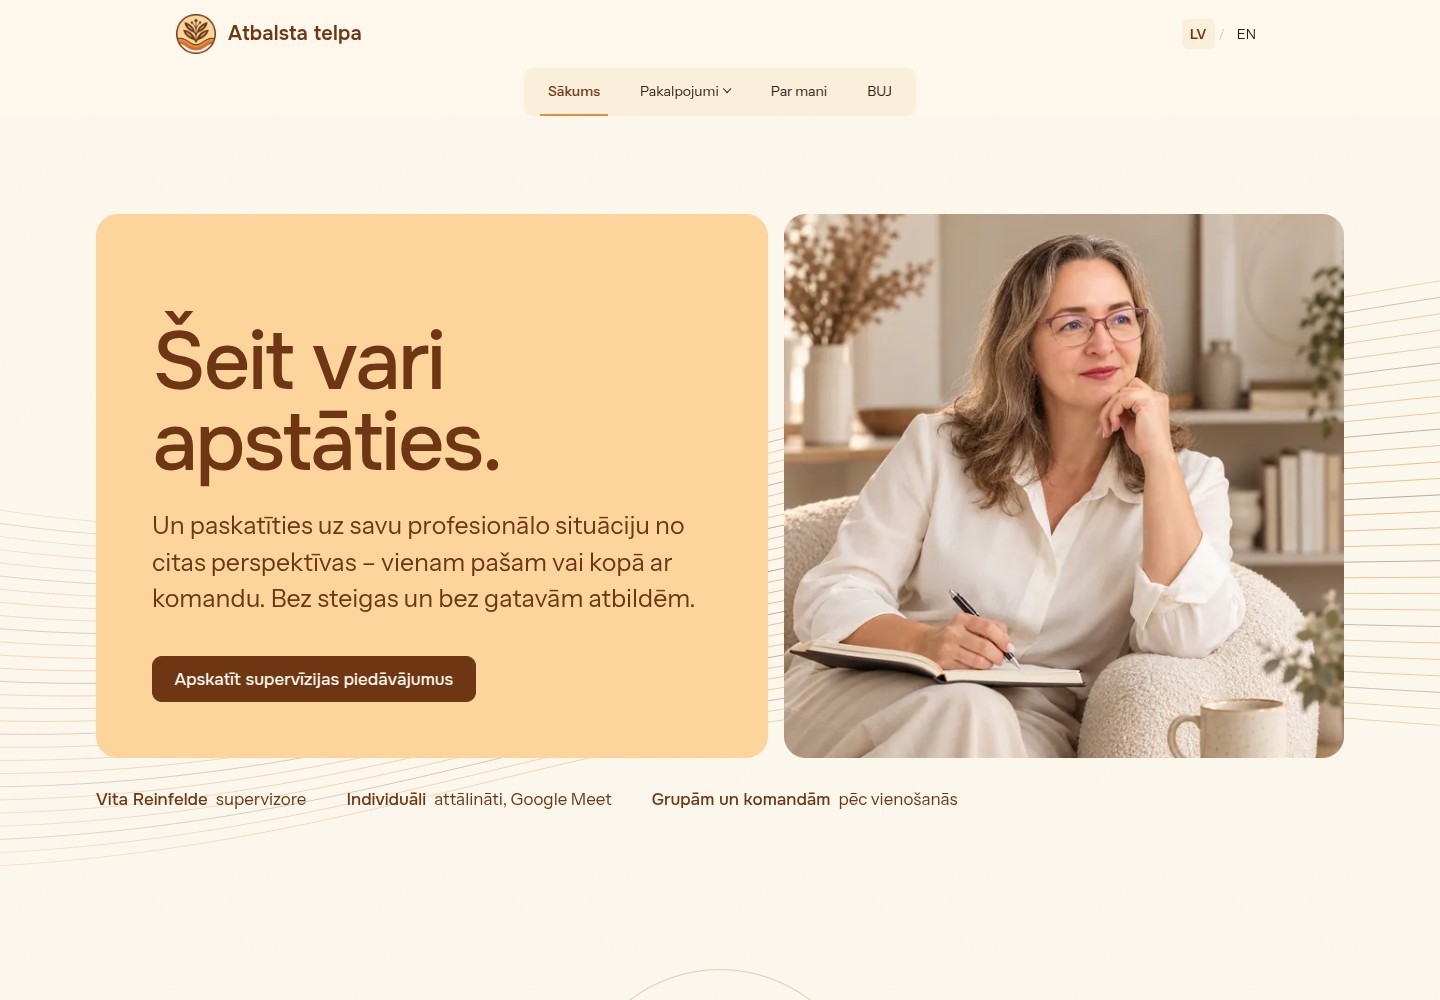 Atbalsta telpa
LV / EN
Sākums Pakalpojumi Par mani BUJ
Šeit vari
apstāties.
Un paskatīties uz savu profesionālo situāciju no
citas perspektīvas – vienam pašam vai kopā ar
komandu. Bez steigas un bez gatavām atbildēm.
Apskatīt supervīzijas piedāvājumus
Vita Reinfelde supervizore Individuāli attālināti, Google Meet Grupām un komandām pēc vienošanās